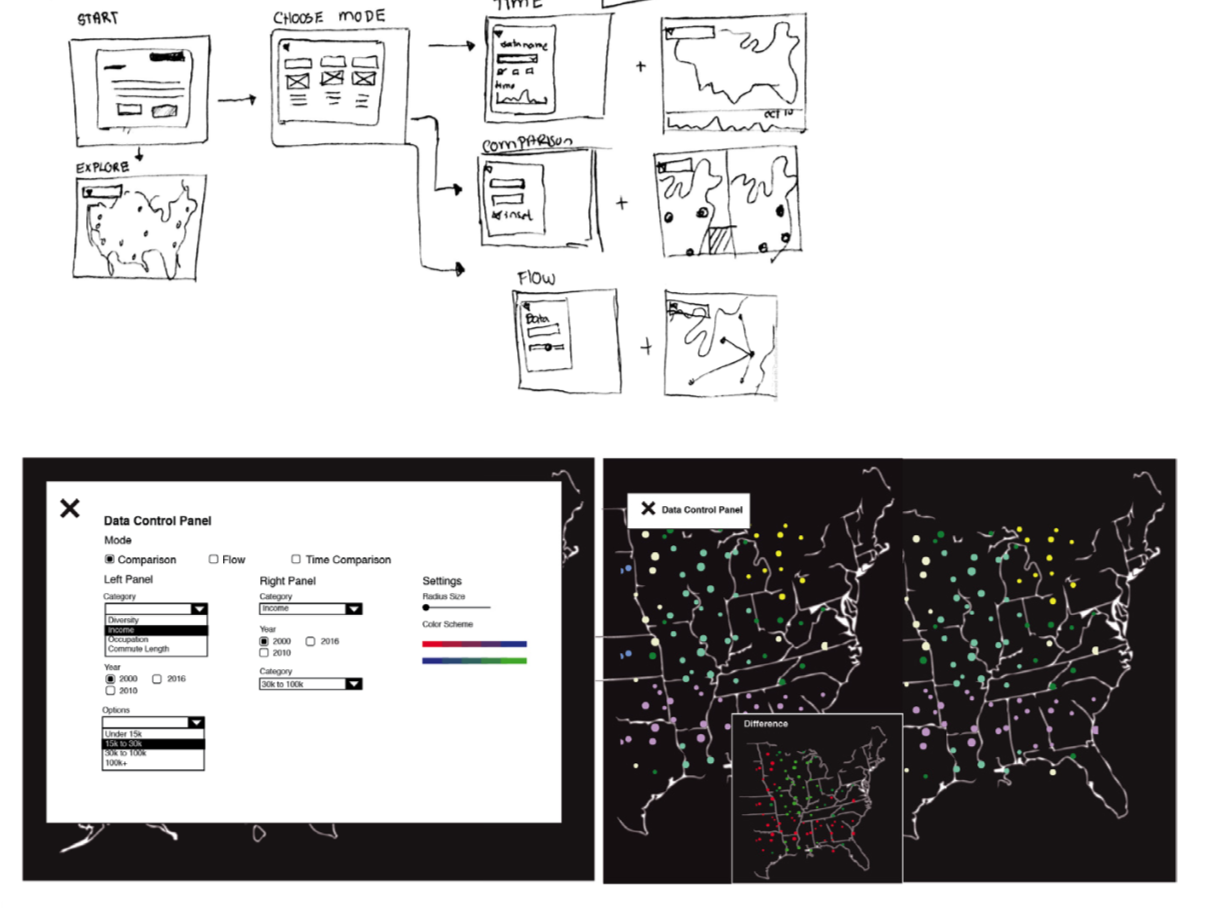 START
CHOOSE MODE
TIME
data name
time
OCT 10
EXPLORE
COMPARISON
inset
FLOW
Data
Data Control Panel
Mode
Comparison Flow Time Comparison
Left Panel
Category
Diversity
Income
Occupation
Commute Length
Year
2000 2016
2010
Options
Under 15k
15k to 30k
30k to 100k
100k+
Right Panel
Category
Income
Year
2000 2016
2010
Category
30k to 100k
Settings
Radius Size
Color Scheme
Data Control Panel
Difference